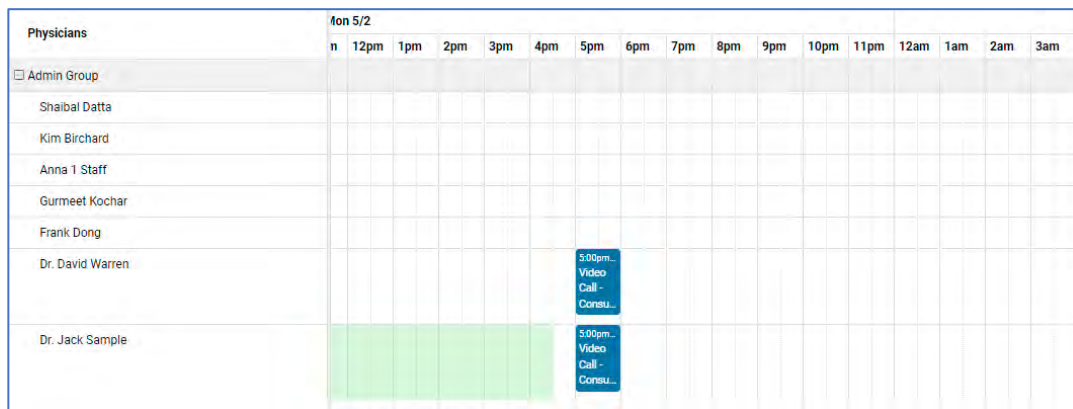 Physicians
Mon 5/2
12pm 1pm 2pm 3pm 4pm 5pm 6pm 7pm 8pm 9pm 10pm 11pm 12am 1am 2am 3am
Admin Group
Shaibal Datta
Kim Birchard
Anna 1 Staff
Gurmeet Kochar
Frank Dong
Dr. David Warren
5:00pm...
Video
Call -
Consu...
Dr. Jack Sample
5:00pm...
Video
Call -
Consu...